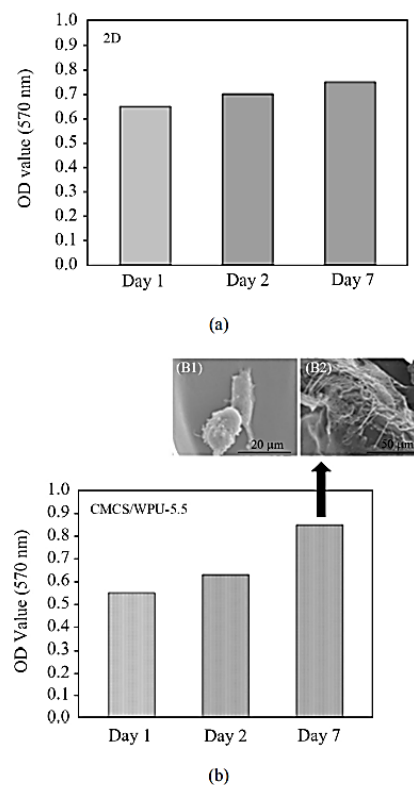 1.0
2D
0.9
0.8
0.7
0.6
0.5
0.4
0.3
0.2
0.1
0.0
OD value (570 nm)
Day 1 Day 2 Day 7
(a)
(B1) (B2)
20 μm 50 μm
1.0
CMCS/WPU-5.5
0.9
0.8
0.7
0.6
0.5
0.4
0.3
0.2
0.1
0.0
OD Value (570 nm)
Day 1 Day 2 Day 7
(b)